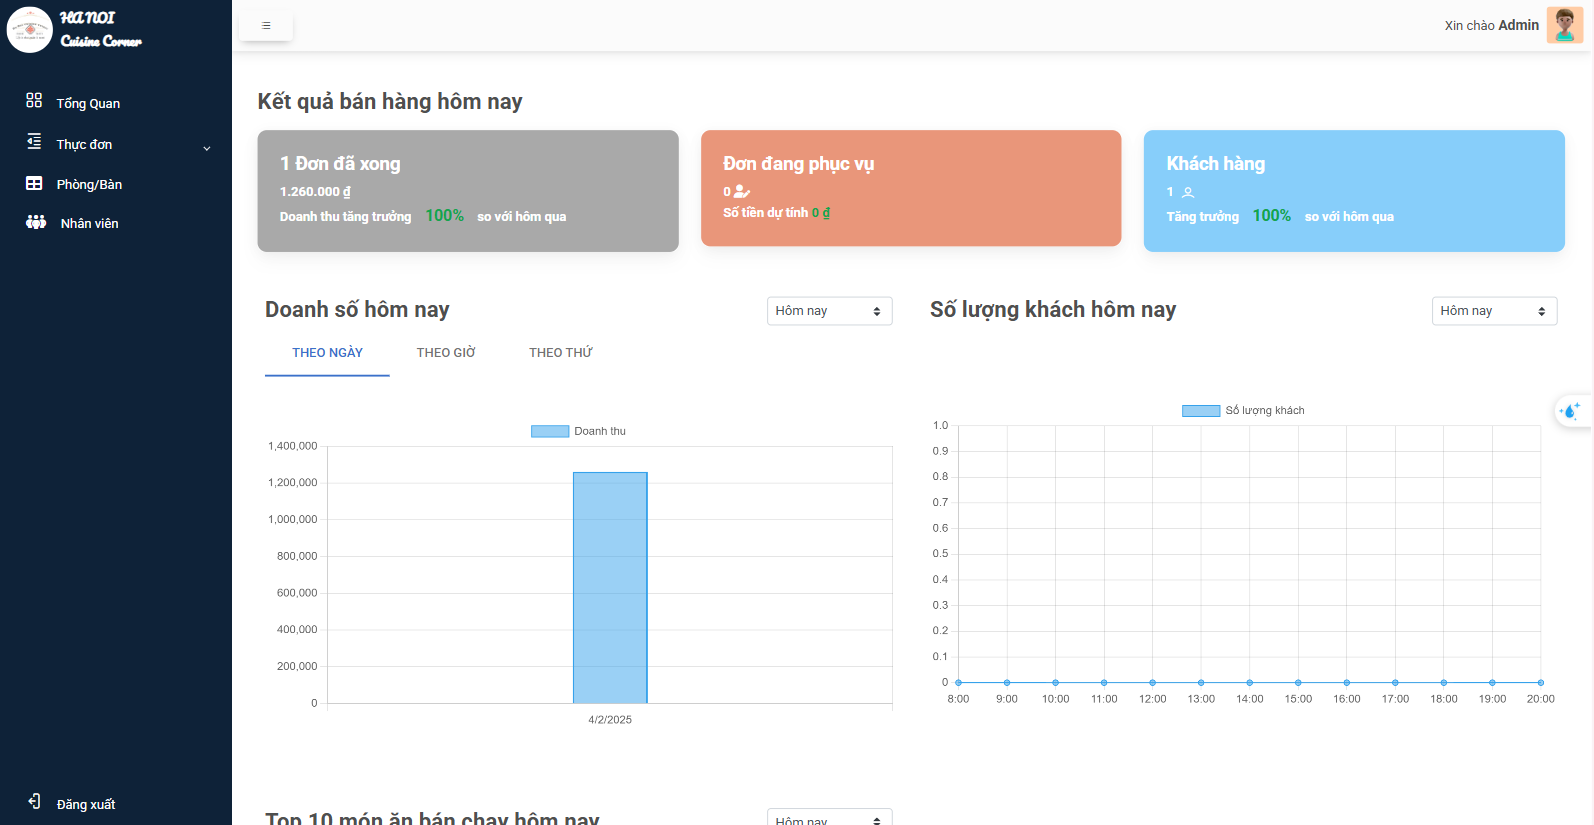 HA NOI
Cuisine Corner
Tổng Quan
Thực đơn
Phòng/Bàn
Nhân viên
Đăng xuất
Xin chào Admin
Kết quả bán hàng hôm nay
1 Đơn đã xong
1.260.000 ₫
Doanh thu tăng trưởng 100% so với hôm qua
Đơn đang phục vụ
0
Số tiền dự tính 0 ₫
Khách hàng
1
Tăng trưởng 100% so với hôm qua
Doanh số hôm nay
Hôm nay
THEO NGÀY THEO GIỜ THEO THỨ
Doanh thu
1,400,000
1,200,000
1,000,000
800,000
600,000
400,000
200,000
0
4/2/2025
Số lượng khách hôm nay
Hôm nay
Số lượng khách
1.0
0.9
0.8
0.7
0.6
0.5
0.4
0.3
0.2
0.1
0
8:00 9:00 10:00 11:00 12:00 13:00 14:00 15:00 16:00 17:00 18:00 19:00 20:00
Top 10 món ăn bán chạy hôm nay
Hôm nay